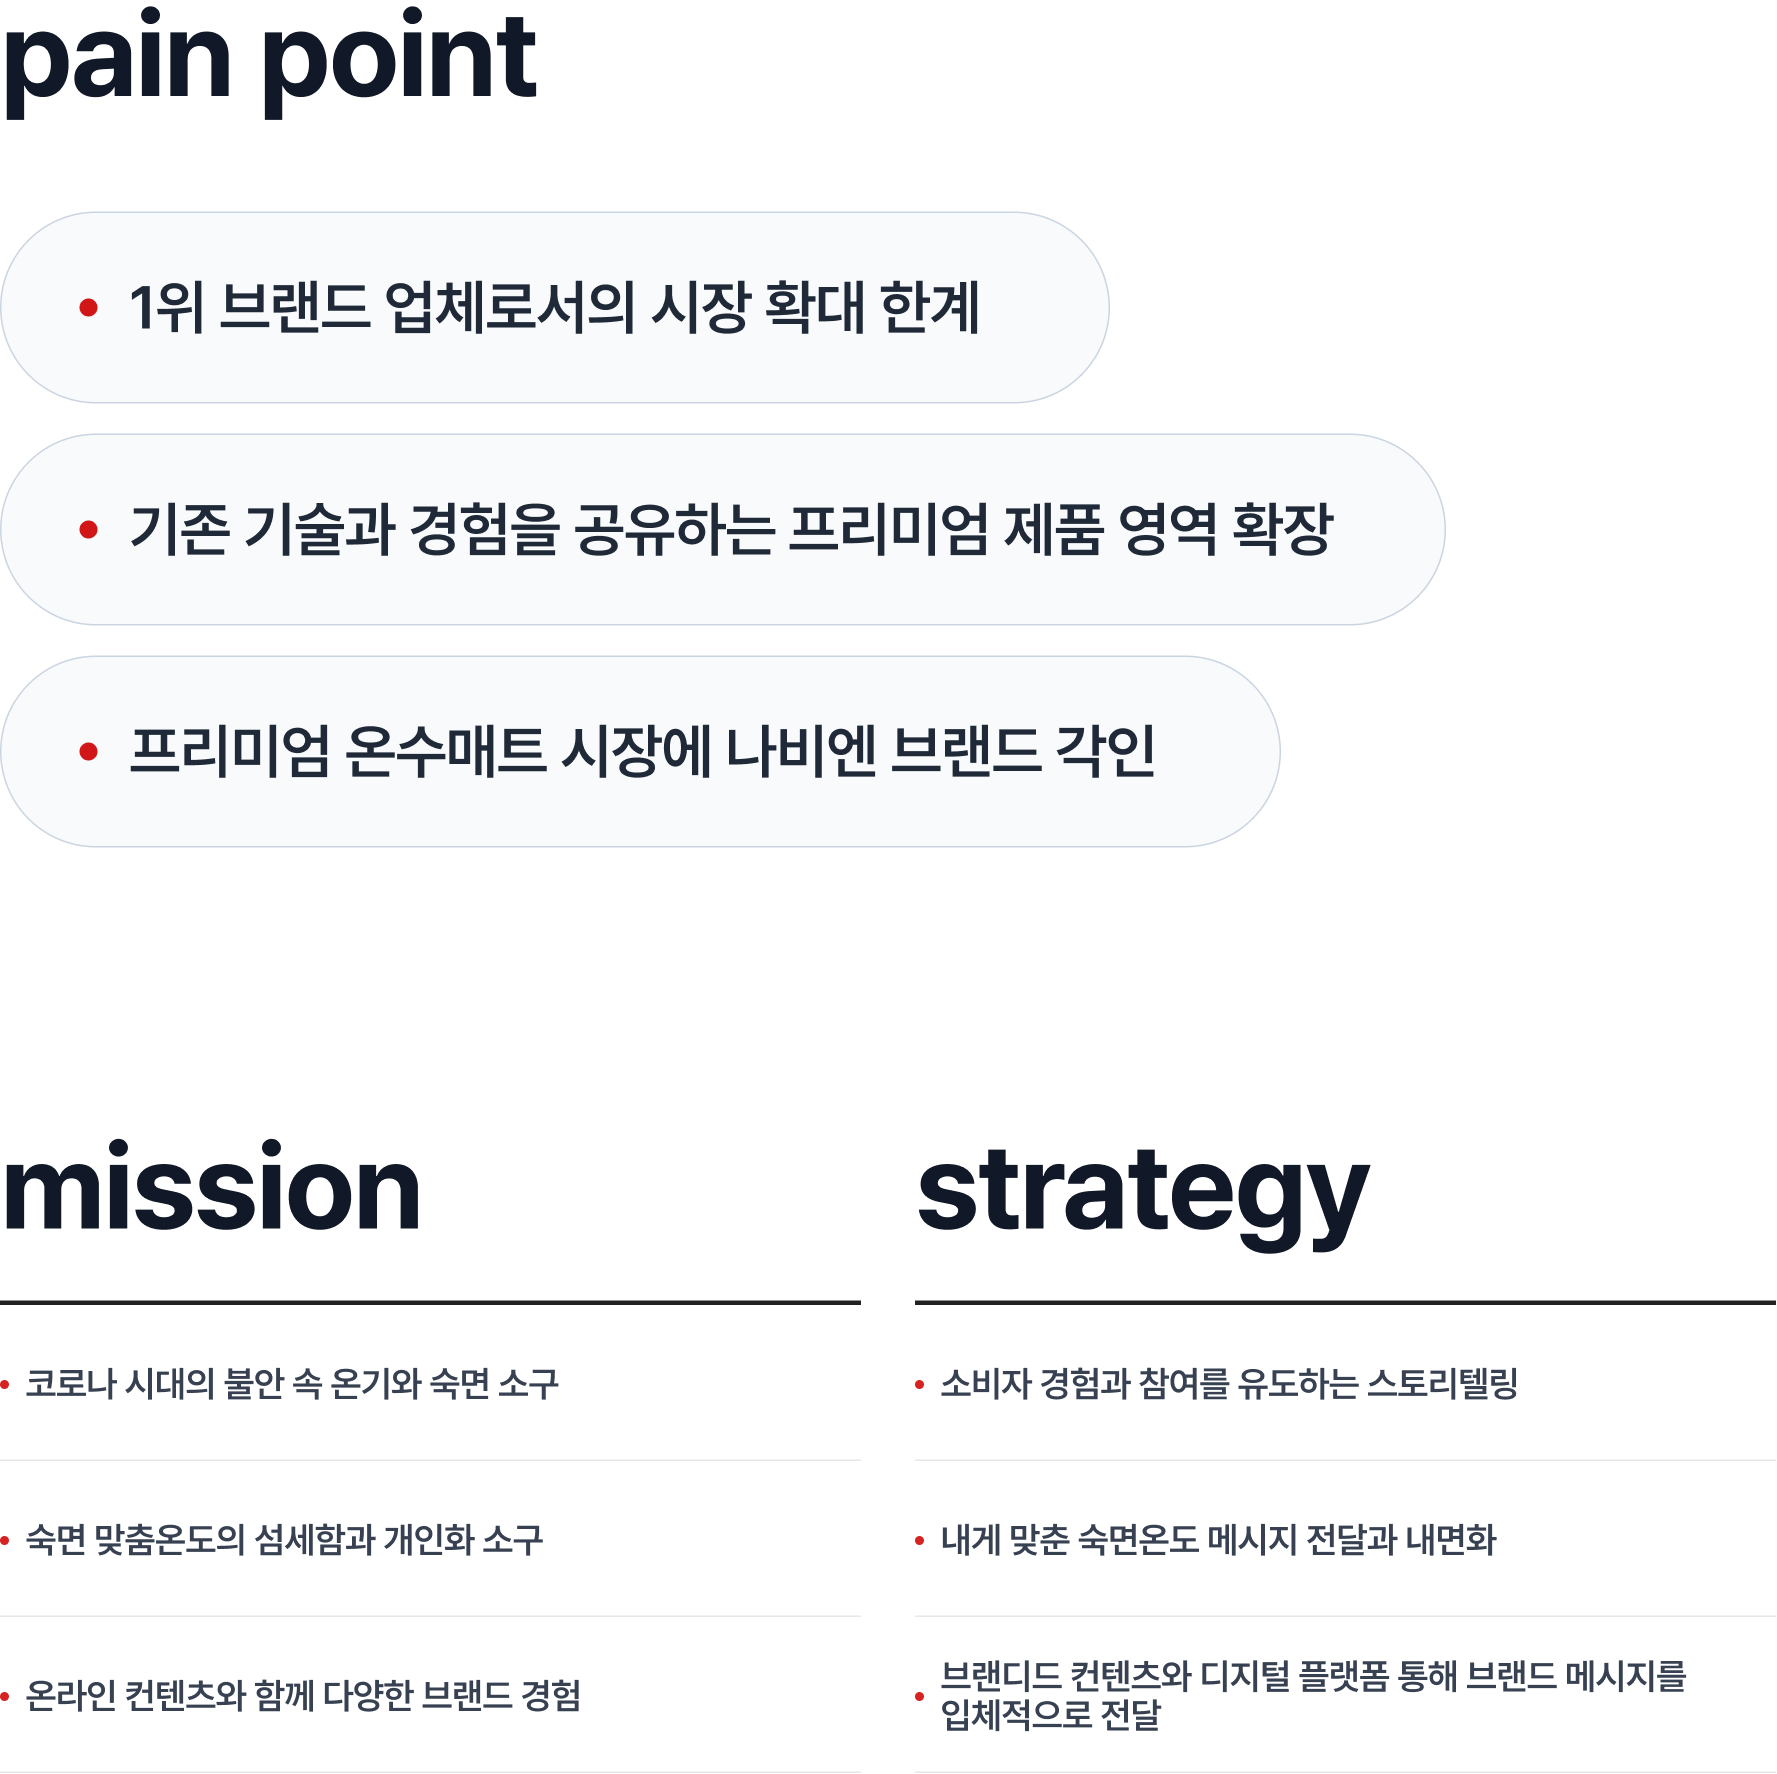 pain point
1위 브랜드 업체로서의 시장 확대 한계
기존 기술과 경험을 공유하는 프리미엄 제품 영역 확장
프리미엄 온수매트 시장에 나비엔 브랜드 각인
mission
코로나 시대의 불안 속 온기와 숙면 소구
숙면 맞춤온도의 섬세함과 개인화 소구
온라인 컨텐츠와 함께 다양한 브랜드 경험
strategy
소비자 경험과 참여를 유도하는 스토리텔링
내게 맞춘 숙면온도 메시지 전달과 내면화
브랜디드 컨텐츠와 디지털 플랫폼 통해 브랜드 메시지를
입체적으로 전달